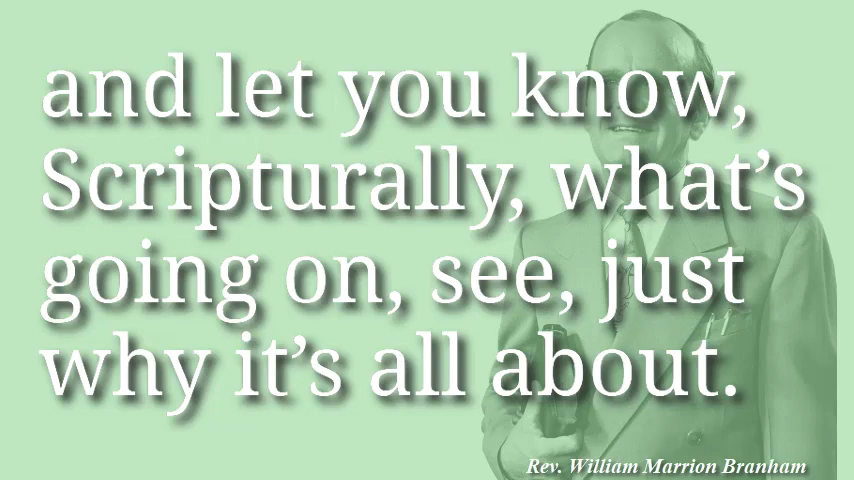 and let you know,
Scripturally, what’s
going on, see, just
why it’s all about.
Rev. William Marrion Branham